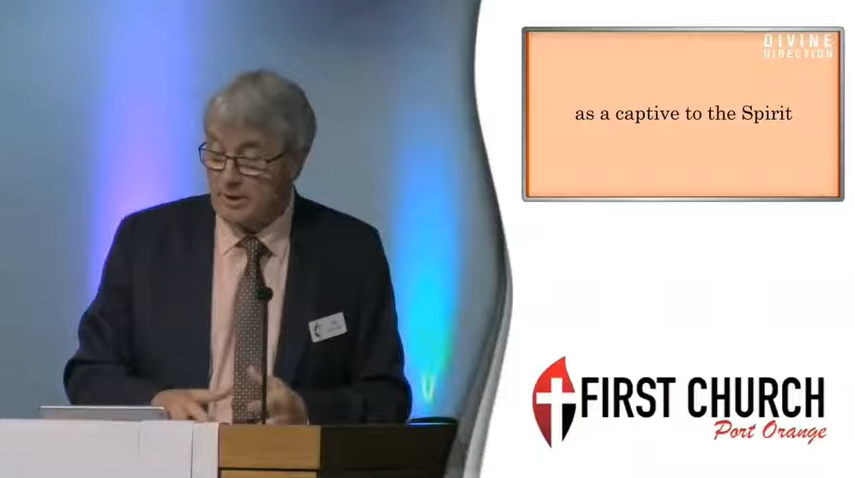 DIVINE
DIRECTION
as a captive to the Spirit
FIRST CHURCH
Port Orange